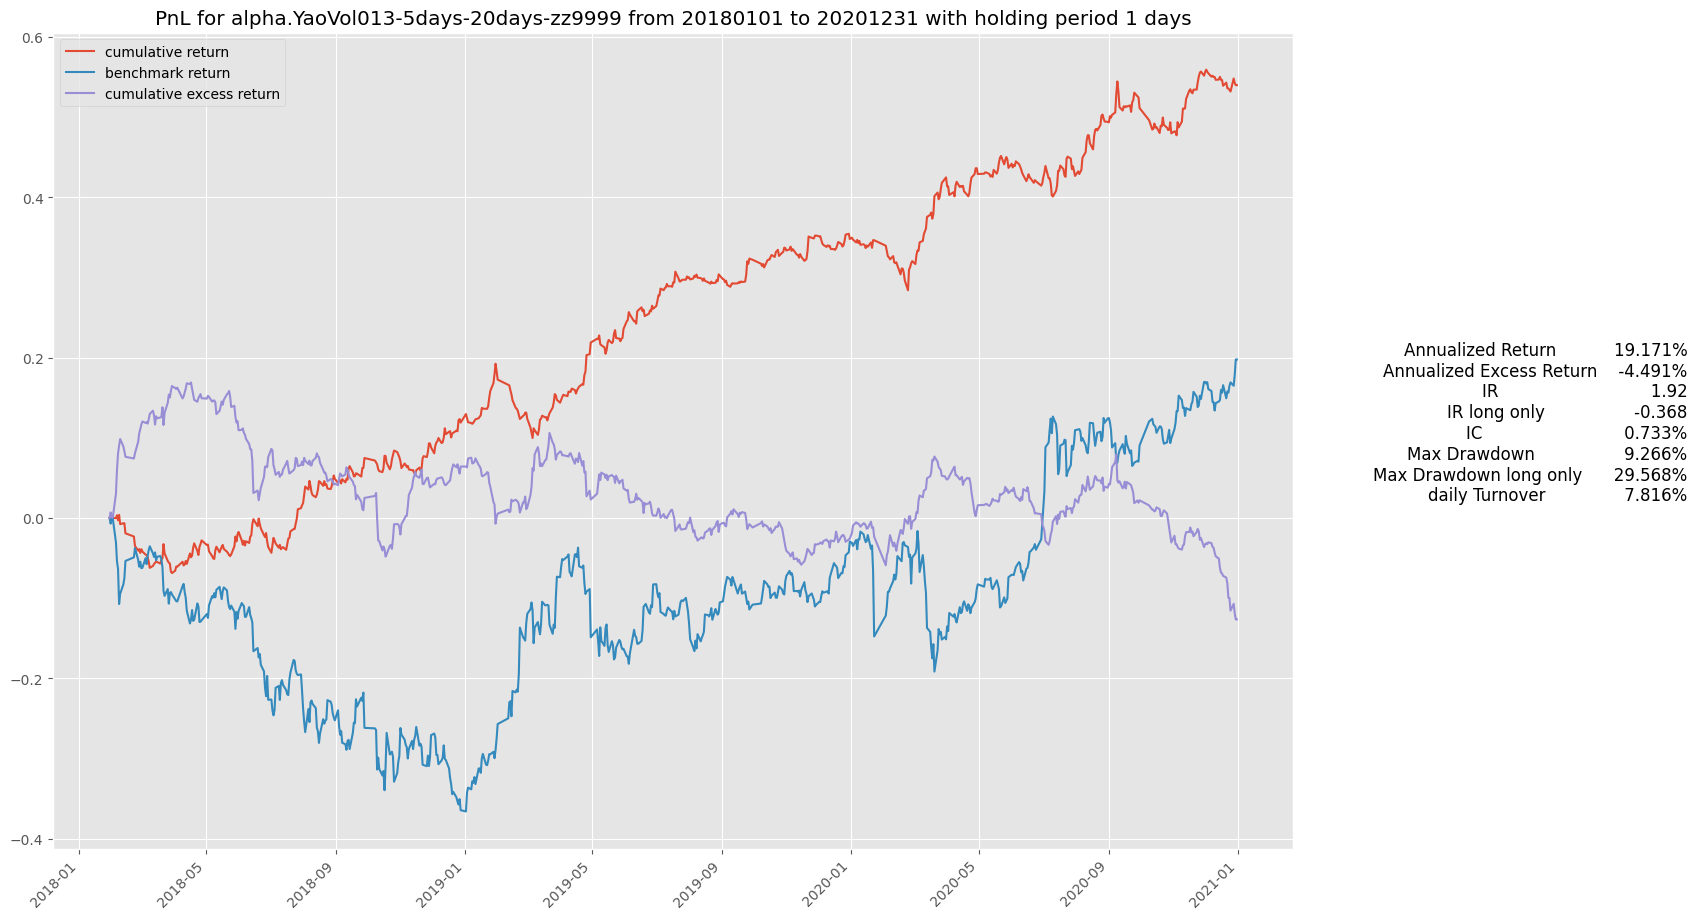 PnL for alpha.YaoVol013-5days-20days-zz9999 from 20180101 to 20201231 with holding period 1 days
cumulative return
benchmark return
cumulative excess return
0.6
0.4
0.2
0.0
−0.2
−0.4
2018-01
2018-05
2018-09
2019-01
2019-05
2019-09
2020-01
2020-05
2020-09
2021-01
Annualized Return 19.171%
Annualized Excess Return -4.491%
IR 1.92
IR long only -0.368
IC 0.733%
Max Drawdown 9.266%
Max Drawdown long only 29.568%
daily Turnover 7.816%